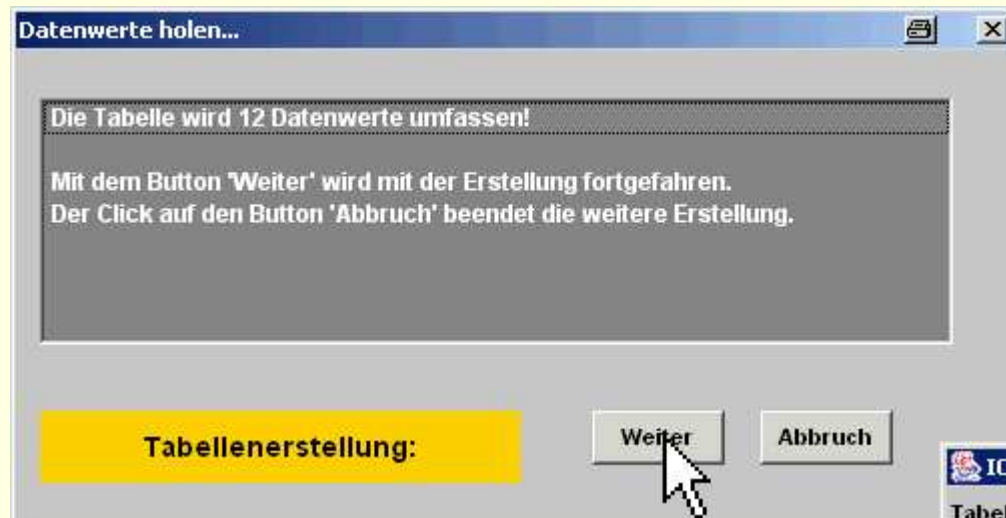 Datenwerte holen...
Die Tabelle wird 12 Datenwerte umfassen!
Mit dem Button 'Weiter' wird mit der Erstellung fortgefahren.
Der Click auf den Button 'Abbruch' beendet die weitere Erstellung.
Tabellenerstellung:
Weiter
Abbruch